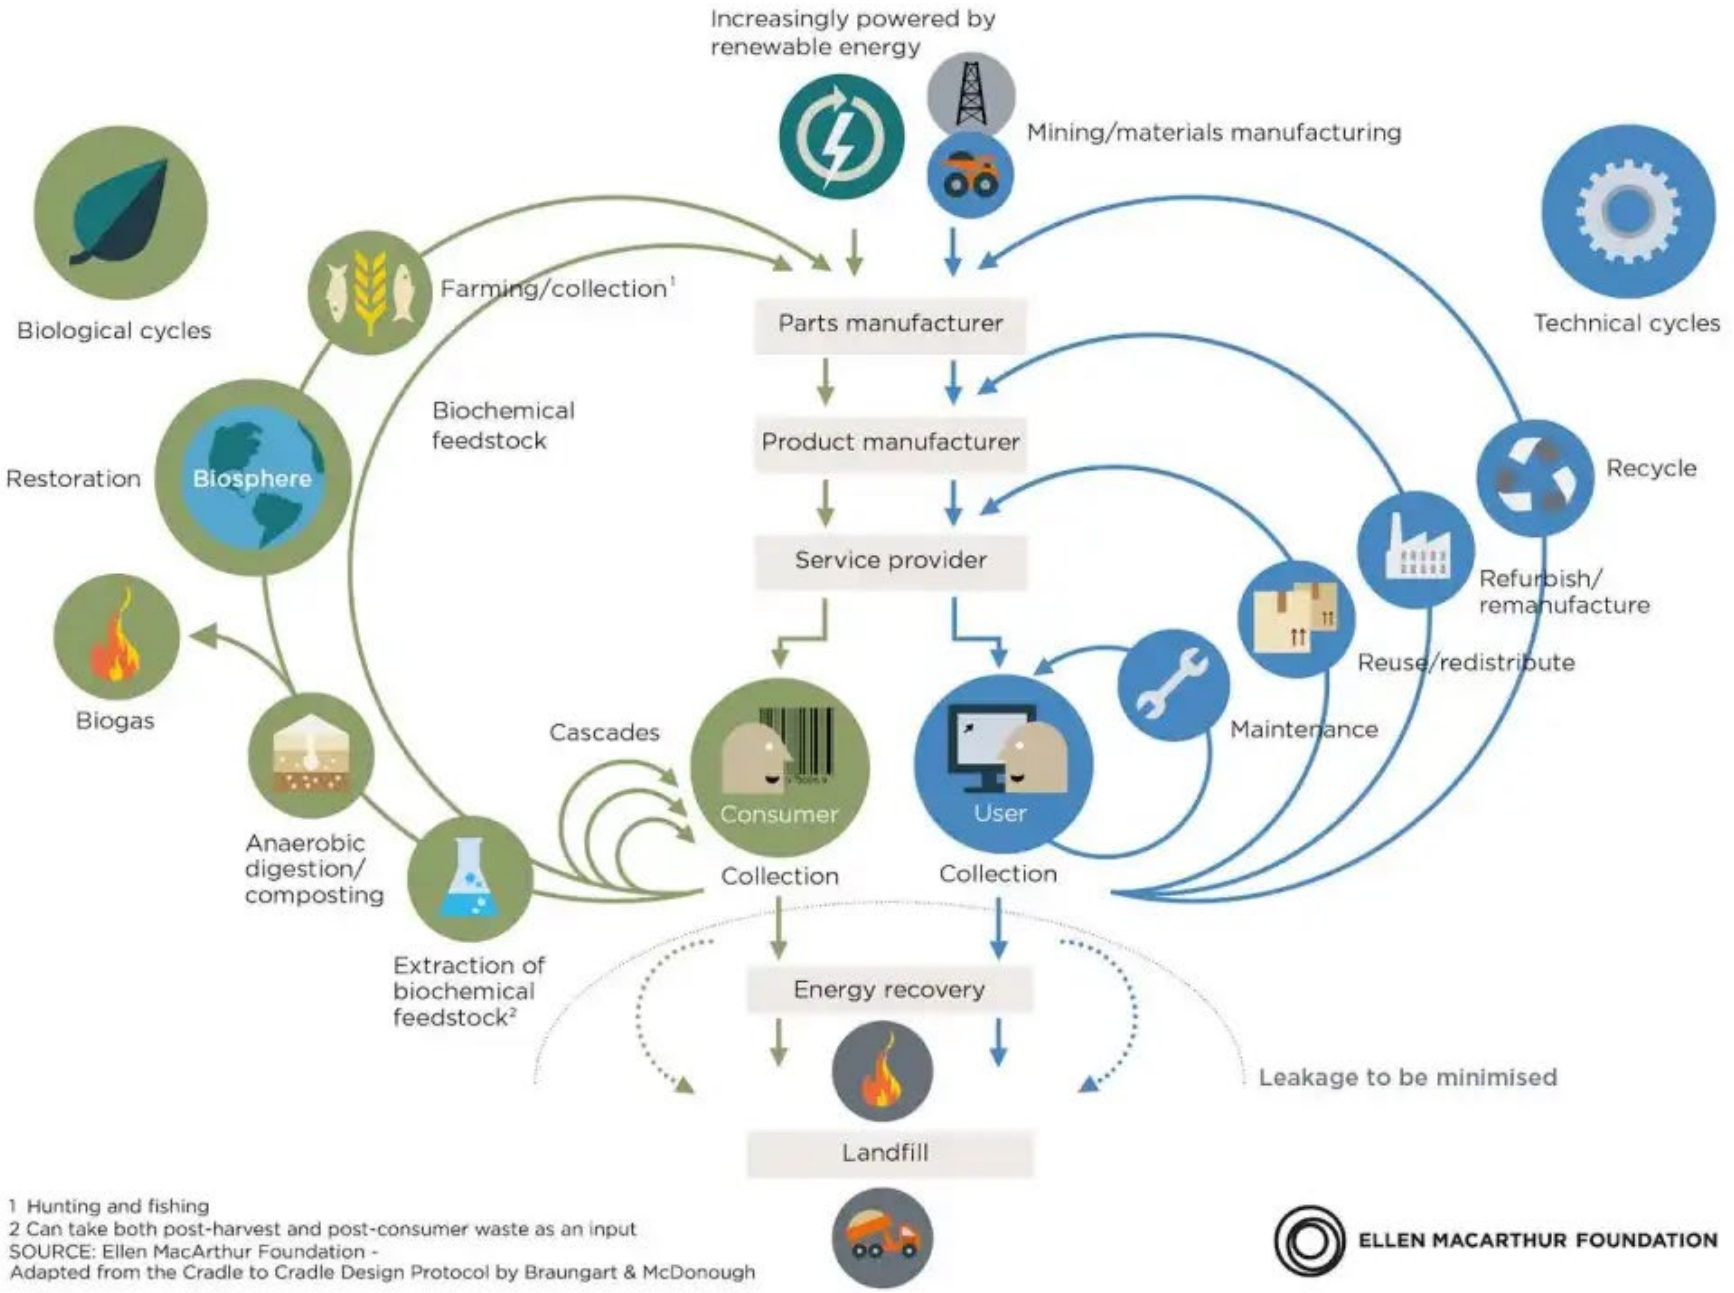 Increasingly powered by
renewable energy
Mining/materials manufacturing
Biological cycles
Technical cycles
Farming/collection¹
Parts manufacturer
Biochemical
feedstock
Product manufacturer
Restoration
Biosphere
Recycle
Service provider
Refurbish/
remanufacture
Reuse/redistribute
Biogas
Cascades
Maintenance
Consumer
User
Anaerobic
digestion/
composting
Collection
Collection
Extraction of
biochemical
feedstock²
Energy recovery
Leakage to be minimised
Landfill
1 Hunting and fishing
2 Can take both post-harvest and post-consumer waste as an input
SOURCE: Ellen MacArthur Foundation -
Adapted from the Cradle to Cradle Design Protocol by Braungart & McDonough
ELLEN MACARTHUR FOUNDATION